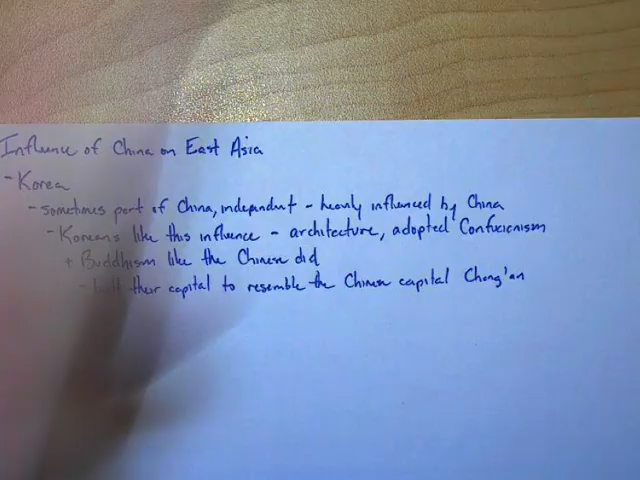 Influence of China on East Asia
- Korea
- sometimes part of China, independent - heavily influenced by China
- Koreans like this influence - architecture, adopted Confucianism
+ Buddhism like the Chinese did
- built their capital to resemble the Chinese capital Chang'an